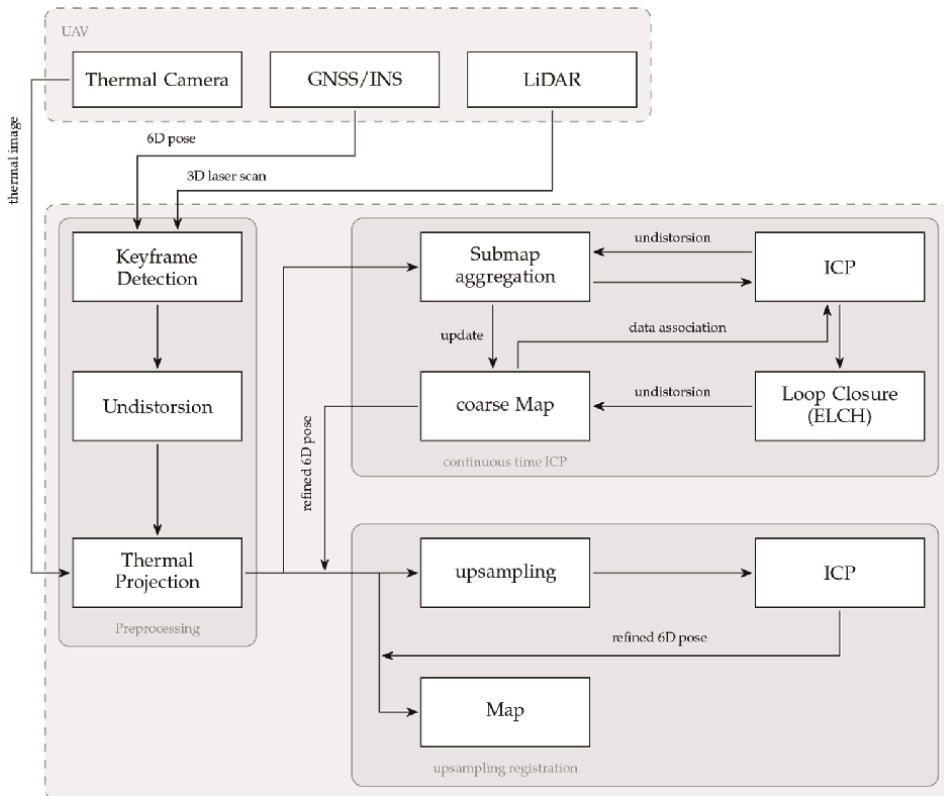 UAV
Thermal Camera
GNSS/INS
LiDAR
thermal image
6D pose
3D laser scan
Keyframe
Detection
Undistorsion
Thermal
Projection
Preprocessing
Submap
aggregation
undistorsion
ICP
update
data association
coarse Map
undistorsion
Loop Closure
(ELCH)
continuous time ICP
refined 6D pose
upsampling
ICP
refined 6D pose
Map
upsampling registration